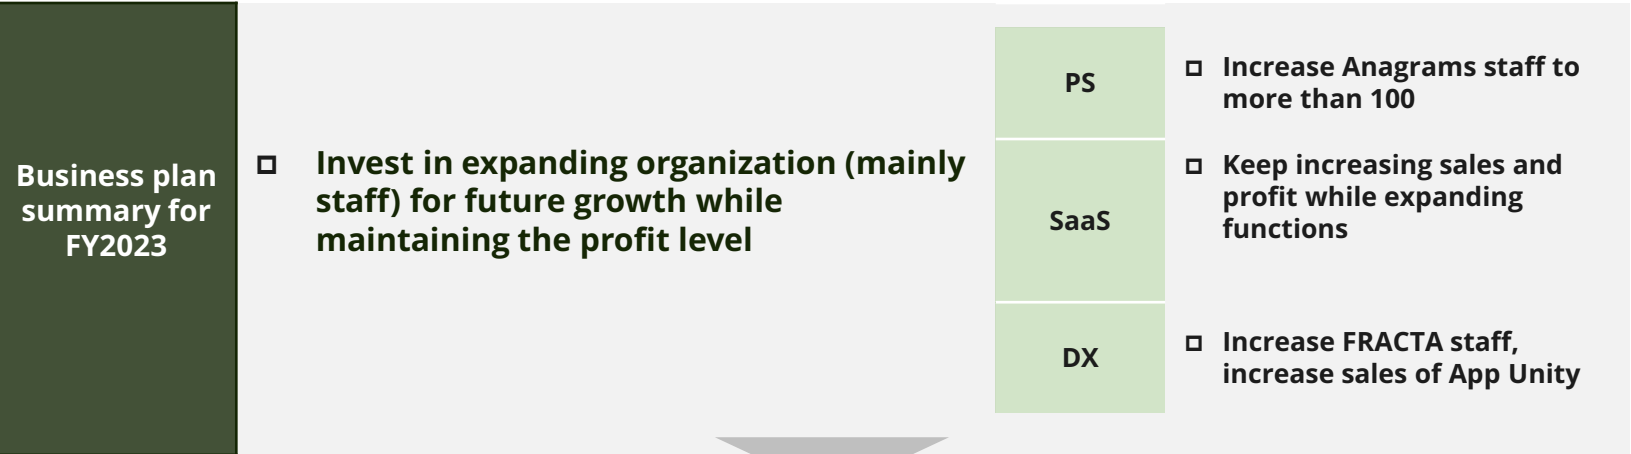 Business plan
summary for
FY2023
Invest in expanding organization (mainly
staff) for future growth while
maintaining the profit level
PS
Increase Anagrams staff to
more than 100
SaaS
Keep increasing sales and
profit while expanding
functions
DX
Increase FRACTA staff,
increase sales of App Unity